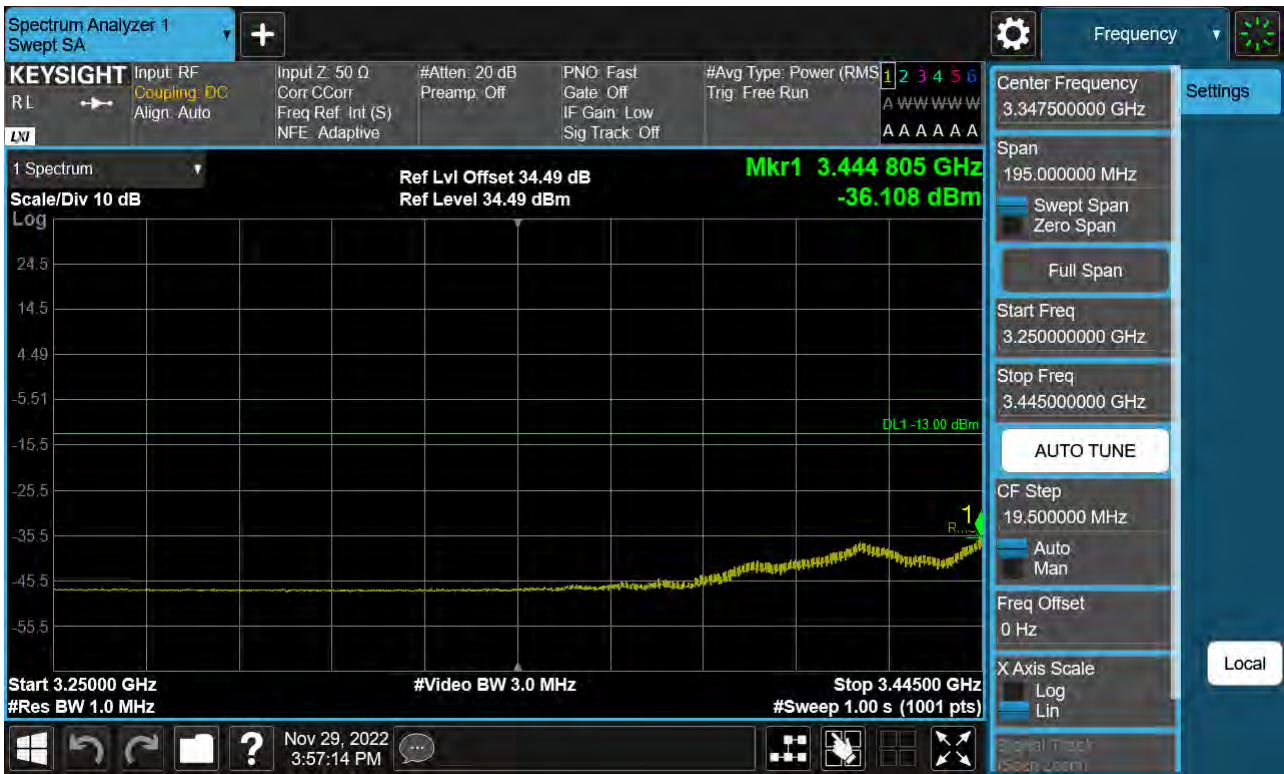 Spectrum Analyzer 1
Swept SA
+
Frequency
KEYSIGHT
RL
LXI
Input: RF
Coupling: DC
Align: Auto
Input Z: 50 Ω
Corr CCorr
Freq Ref: Int (S)
NFE: Adaptive
#Atten: 20 dB
Preamp: Off
PNO: Fast
Gate: Off
IF Gain: Low
Sig Track: Off
#Avg Type: Power (RMS
Trig: Free Run
1 2 3 4 5 6
A WW WW W
A A A A A A
1 Spectrum
Scale/Div 10 dB
Log
Ref Lvl Offset 34.49 dB
Ref Level 34.49 dBm
Mkr1 3.444 805 GHz
-36.108 dBm
24.5
14.5
4.49
-5.51
-15.5
-25.5
-35.5
-45.5
-55.5
DL1 -13.00 dBm
1
Start 3.25000 GHz
#Res BW 1.0 MHz
#Video BW 3.0 MHz
Stop 3.44500 GHz
#Sweep 1.00 s (1001 pts)
Center Frequency
3.347500000 GHz
Span
195.000000 MHz
Swept Span
Zero Span
Full Span
Start Freq
3.250000000 GHz
Stop Freq
3.445000000 GHz
AUTO TUNE
CF Step
19.500000 MHz
Auto
Man
Freq Offset
0 Hz
X Axis Scale
Log
Lin
Signal Track
(Span Zoom)
Settings
Local
?
Nov 29, 2022
3:57:14 PM